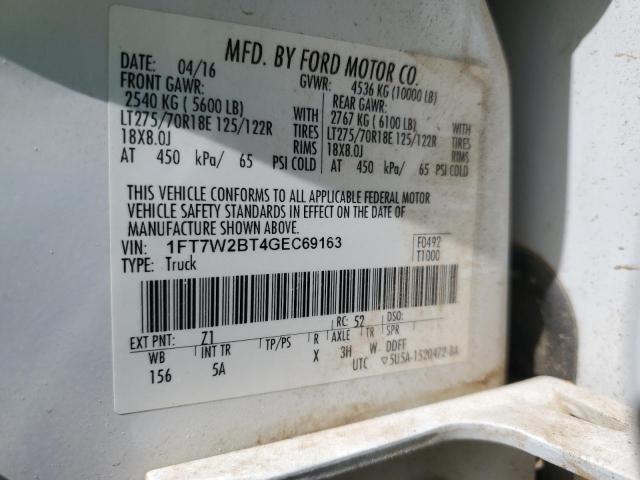 MFD. BY FORD MOTOR CO.
DATE: 04/16 GVWR: 4536 KG (10000 LB)
FRONT GAWR: REAR GAWR:
2540 KG ( 5600 LB) WITH 2767 KG ( 6100 LB) WITH
LT275/70R18E 125/122R TIRES LT275/70R18E 125/122R TIRES
18X8.0J RIMS 18X8.0J RIMS
AT 450 kPa/ 65 PSI COLD AT 450 kPa/ 65 PSI COLD
THIS VEHICLE CONFORMS TO ALL APPLICABLE FEDERAL MOTOR
VEHICLE SAFETY STANDARDS IN EFFECT ON THE DATE OF
MANUFACTURE SHOWN ABOVE.
VIN: 1FT7W2BT4GEC69163 F0492
TYPE: Truck T1000
EXT PNT: Z1 RC: 52 DSO:
WB INT TR TP/PS R AXLE TR SPR
156 5A X 3H W DDFF
UTC ▽5U5A-1520472-BA